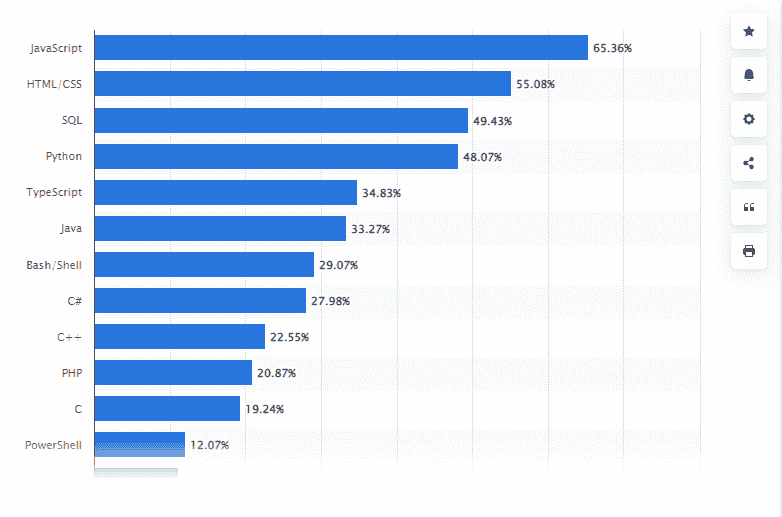 JavaScript 65.36%
HTML/CSS 55.08%
SQL 49.43%
Python 48.07%
TypeScript 34.83%
Java 33.27%
Bash/Shell 29.07%
C# 27.98%
C++ 22.55%
PHP 20.87%
C 19.24%
PowerShell 12.07%